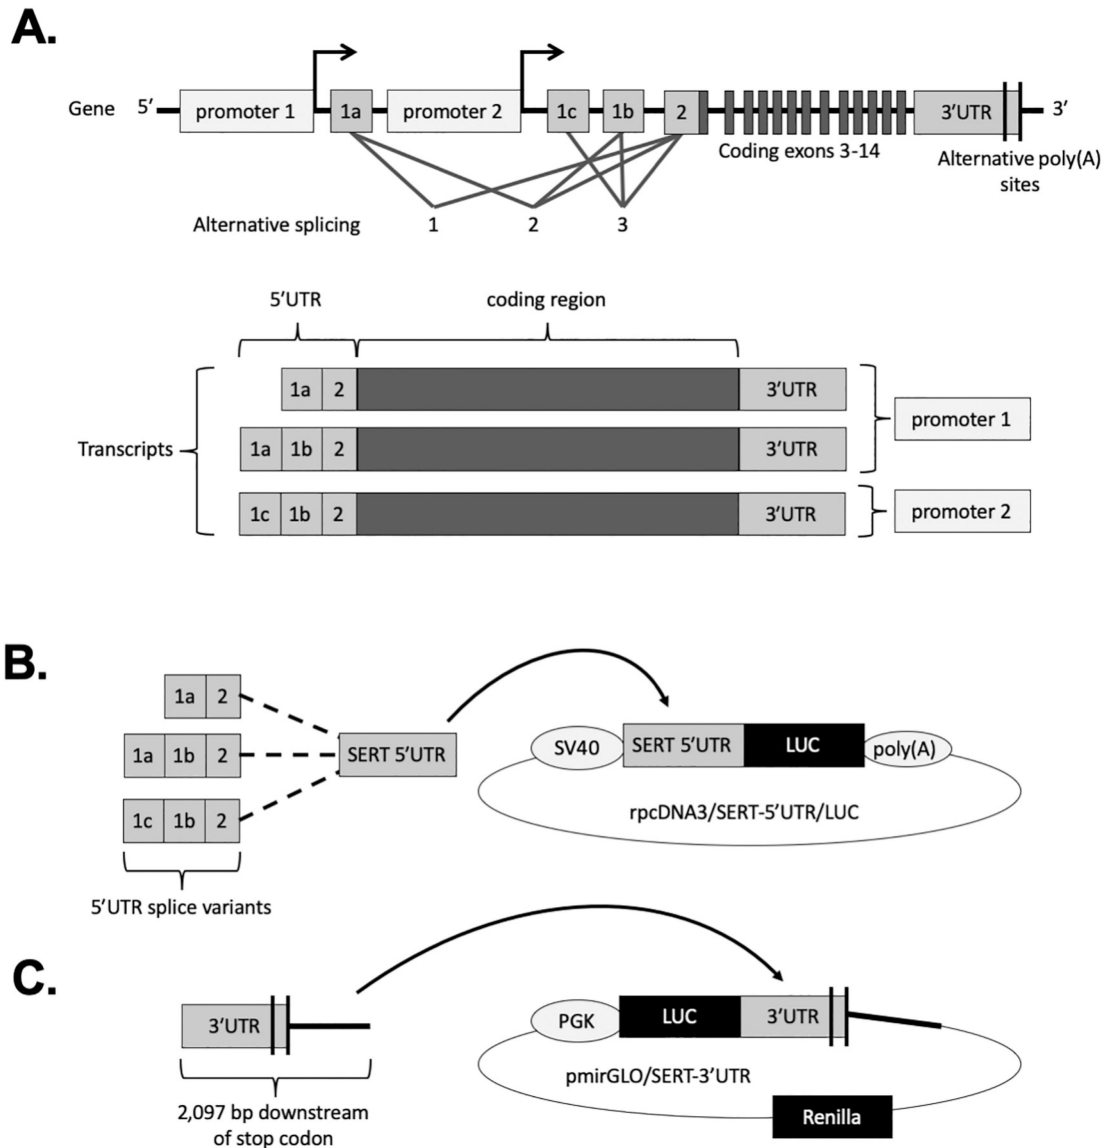 A.
Gene 5′ promoter 1 1a promoter 2 1c 1b 2 3′UTR 3′
Coding exons 3-14
Alternative poly(A)
sites
Alternative splicing 1 2 3
5′UTR coding region
1a 2 3′UTR
promoter 1
Transcripts 1a 1b 2 3′UTR
1c 1b 2 3′UTR promoter 2
B.
1a 2
1a 1b 2 SERT 5′UTR
SV40 SERT 5′UTR LUC poly(A)
1c 1b 2
rpcDNA3/SERT-5′UTR/LUC
5′UTR splice variants
C.
3′UTR
PGK LUC 3′UTR
pmirGLO/SERT-3′UTR
2,097 bp downstream
of stop codon
Renilla